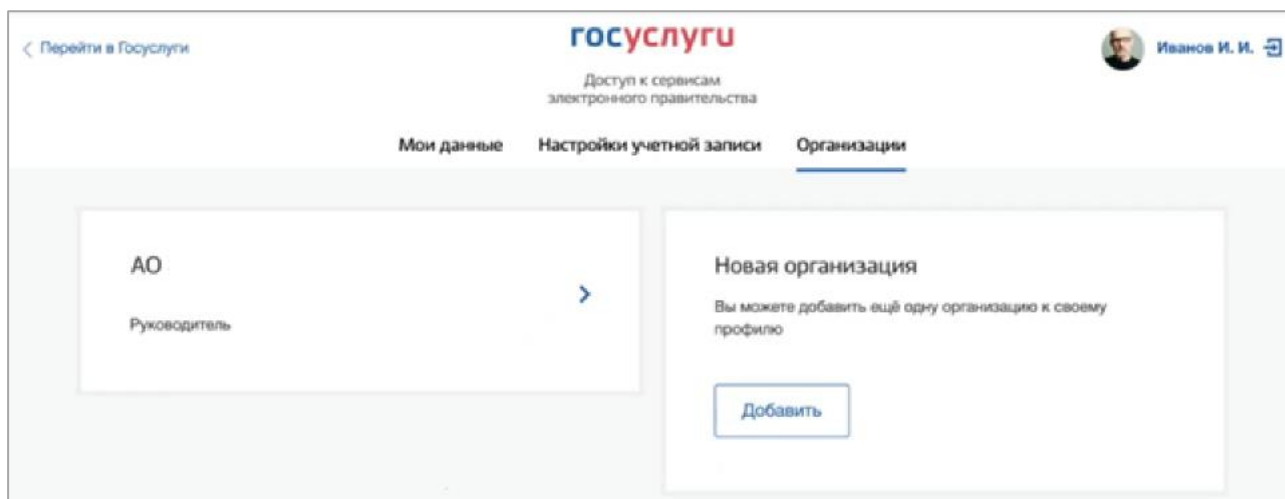 Перейти в Госуслуги
госуслуги
Иванов И. И.
Доступ к сервисам
электронного правительства
Мои данные
Настройки учетной записи
Организации
АО
Руководитель
Новая организация
Вы можете добавить ещё одну организацию к своему
профилю
Добавить